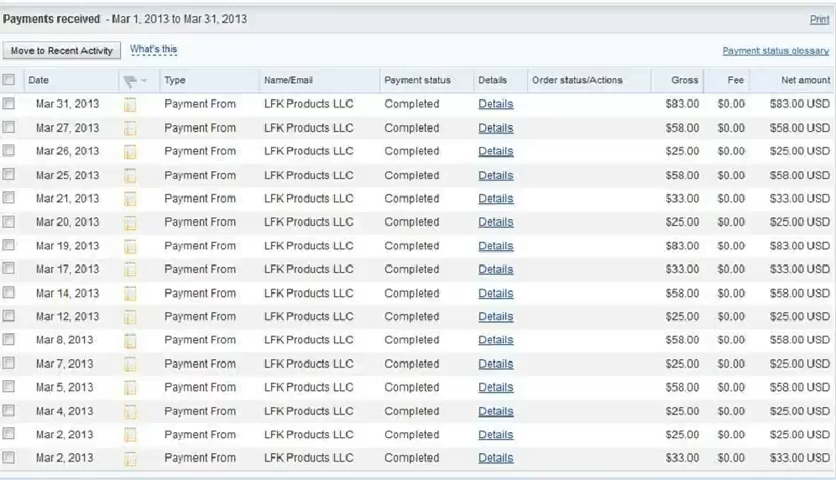 Payments received - Mar 1, 2013 to Mar 31, 2013 Print
Move to Recent Activity What's this Payment status glossary
Date Type Name/Email Payment status Details Order status/Actions Gross Fee Net amount
Mar 31, 2013 Payment From LFK Products LLC Completed Details $83.00 $0.00 $83.00 USD
Mar 27, 2013 Payment From LFK Products LLC Completed Details $58.00 $0.00 $58.00 USD
Mar 26, 2013 Payment From LFK Products LLC Completed Details $25.00 $0.00 $25.00 USD
Mar 25, 2013 Payment From LFK Products LLC Completed Details $58.00 $0.00 $58.00 USD
Mar 21, 2013 Payment From LFK Products LLC Completed Details $33.00 $0.00 $33.00 USD
Mar 20, 2013 Payment From LFK Products LLC Completed Details $25.00 $0.00 $25.00 USD
Mar 19, 2013 Payment From LFK Products LLC Completed Details $83.00 $0.00 $83.00 USD
Mar 17, 2013 Payment From LFK Products LLC Completed Details $33.00 $0.00 $33.00 USD
Mar 14, 2013 Payment From LFK Products LLC Completed Details $58.00 $0.00 $58.00 USD
Mar 12, 2013 Payment From LFK Products LLC Completed Details $25.00 $0.00 $25.00 USD
Mar 8, 2013 Payment From LFK Products LLC Completed Details $58.00 $0.00 $58.00 USD
Mar 7, 2013 Payment From LFK Products LLC Completed Details $25.00 $0.00 $25.00 USD
Mar 5, 2013 Payment From LFK Products LLC Completed Details $58.00 $0.00 $58.00 USD
Mar 4, 2013 Payment From LFK Products LLC Completed Details $25.00 $0.00 $25.00 USD
Mar 2, 2013 Payment From LFK Products LLC Completed Details $25.00 $0.00 $25.00 USD
Mar 2, 2013 Payment From LFK Products LLC Completed Details $33.00 $0.00 $33.00 USD